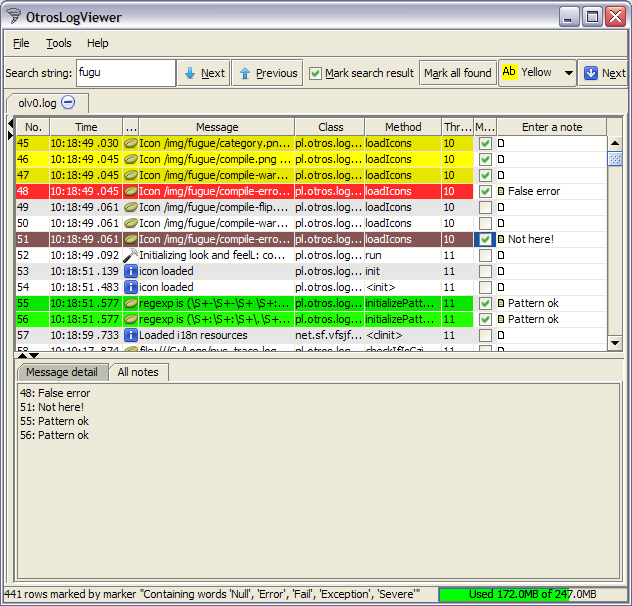 OtrosLogViewer
File Tools Help
Search string: fugu Next Previous Mark search result Mark all found Ab Yellow Next
olv0.log
No. Time ... Message Class Method Thr... M... Enter a note
45 10:18:49 .030 Icon /img/fugue/category.pn... pl.otros.log... loadIcons 10
46 10:18:49 .045 Icon /img/fugue/compile.png ... pl.otros.log... loadIcons 10
47 10:18:49 .045 Icon /img/fugue/compile-war... pl.otros.log... loadIcons 10
48 10:18:49 .045 Icon /img/fugue/compile-erro... pl.otros.log... loadIcons 10 False error
49 10:18:49 .061 Icon /img/fugue/compile-flip... pl.otros.log... loadIcons 10
50 10:18:49 .061 Icon /img/fugue/compile-war... pl.otros.log... loadIcons 10
51 10:18:49 .061 Icon /img/fugue/compile-erro... pl.otros.log... loadIcons 10 Not here!
52 10:18:49 .092 Initializing look and feelL: co... pl.otros.log... run 11
53 10:18:51 .139 icon loaded pl.otros.log... init 11
54 10:18:51 .483 icon loaded pl.otros.log... <init> 11
55 10:18:51 .577 regexp is (\S+-\S+-\S+ \S+:... pl.otros.log... initializePatt... 11 Pattern ok
56 10:18:51 .577 regexp is (\S+:\S+:\S+\.\S+... pl.otros.log... initializePatt... 11 Pattern ok
57 10:18:59 .733 Loaded i18n resources net.sf.vfsjf... <clinit> 11
Message detail All notes
48: False error
51: Not here!
55: Pattern ok
56: Pattern ok
441 rows marked by marker "Containing words 'Null', 'Error', 'Fail', 'Exception', 'Severe'" Used 172.0MB of 247.0MB